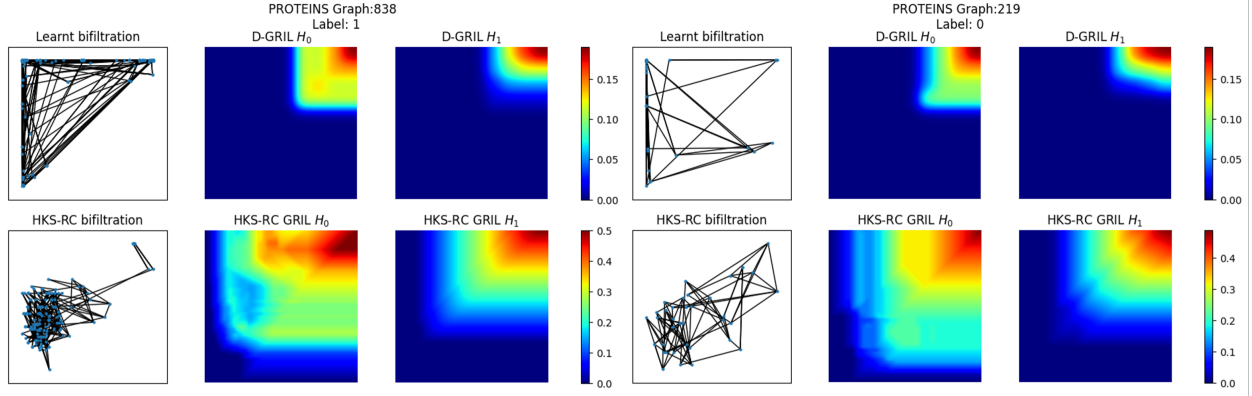 PROTEINS Graph:838
Label: 1
Learnt bifiltration
D-GRIL H₀
D-GRIL H₁
0.15
0.10
0.05
0.00
HKS-RC bifiltration
HKS-RC GRIL H₀
HKS-RC GRIL H₁
0.5
0.4
0.3
0.2
0.1
0.0
PROTEINS Graph:219
Label: 0
Learnt bifiltration
D-GRIL H₀
D-GRIL H₁
0.15
0.10
0.05
0.00
HKS-RC bifiltration
HKS-RC GRIL H₀
HKS-RC GRIL H₁
0.4
0.3
0.2
0.1
0.0